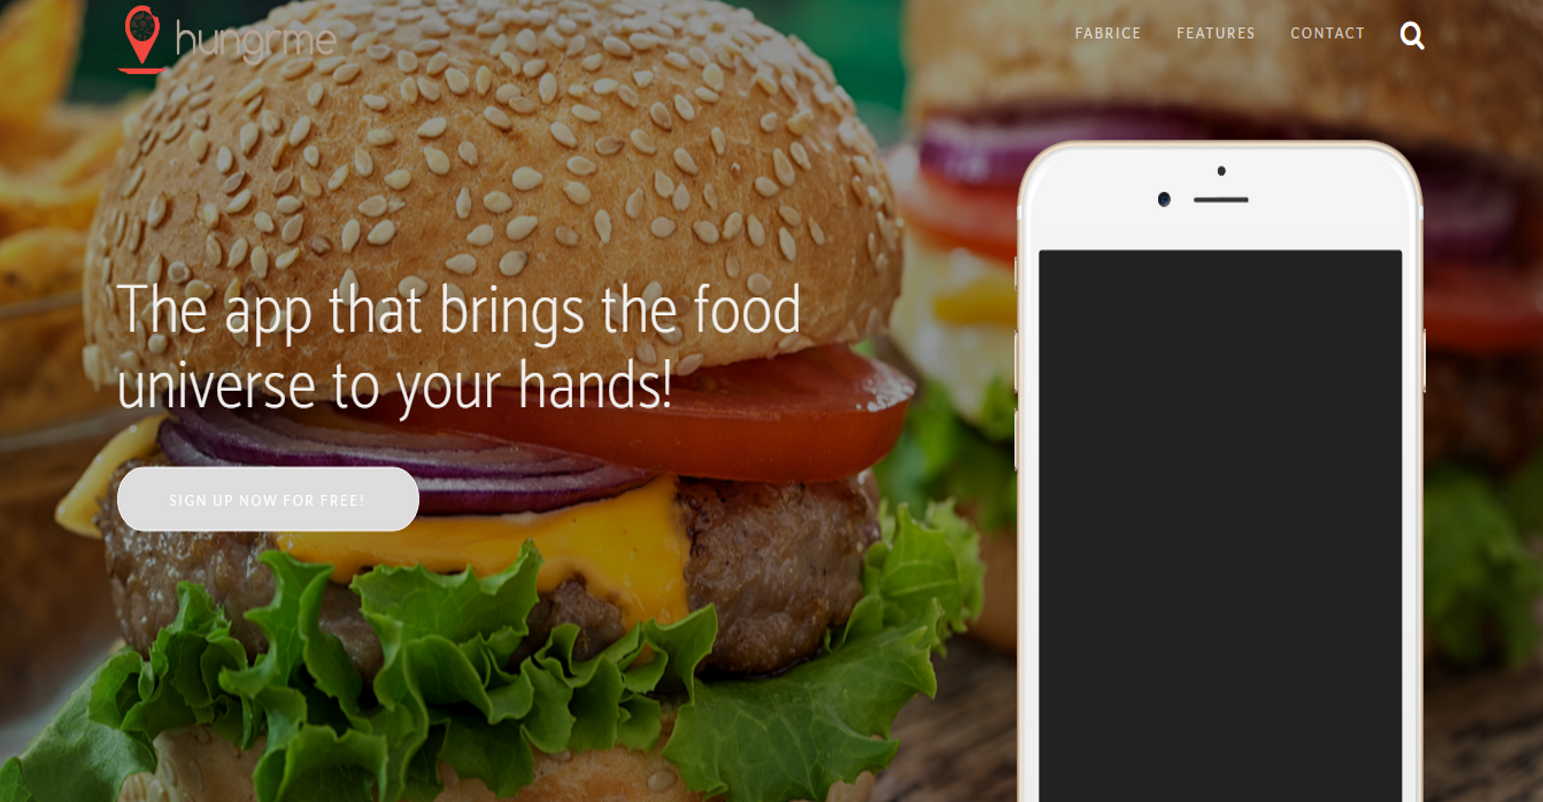 hungrme
FABRICE FEATURES CONTACT
The app that brings the food
universe to your hands!
SIGN UP NOW FOR FREE!